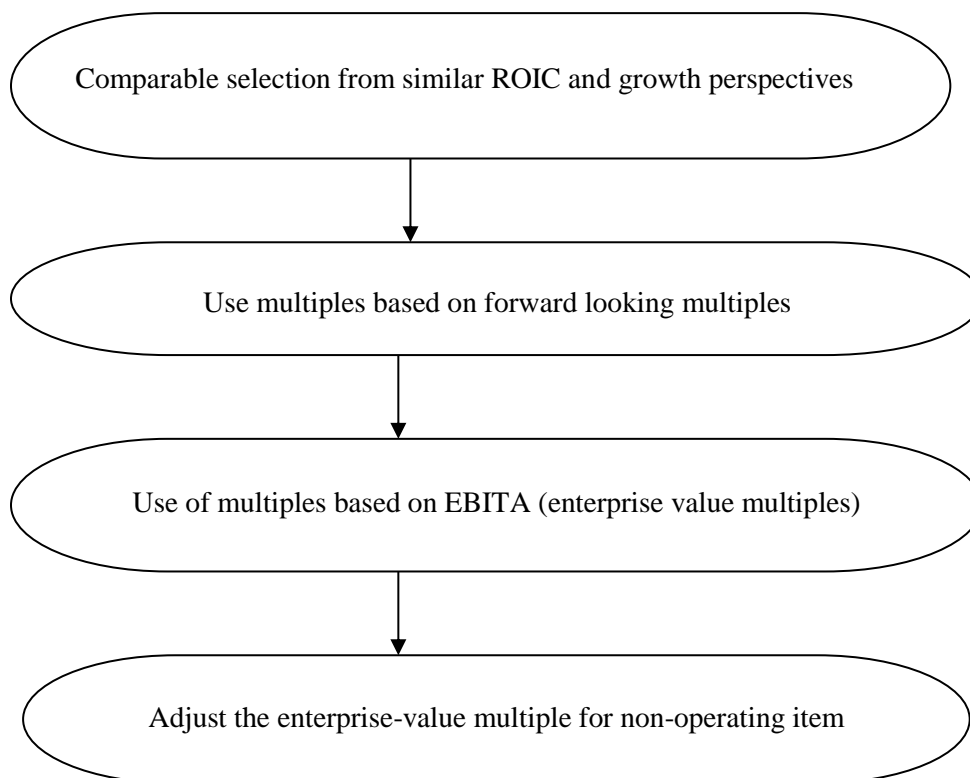 Comparable selection from similar ROIC and growth perspectives
Use multiples based on forward looking multiples
Use of multiples based on EBITA (enterprise value multiples)
Adjust the enterprise-value multiple for non-operating item